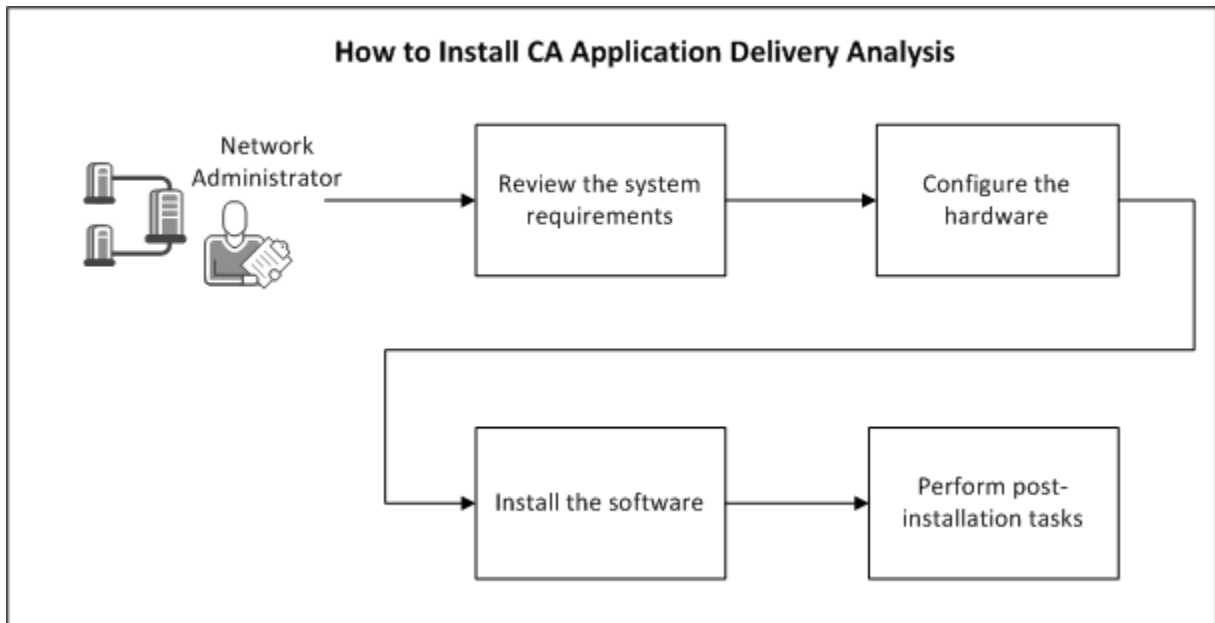 How to Install CA Application Delivery Analysis
Network
Administrator
Review the system
requirements
Configure the
hardware
Install the software
Perform post-
installation tasks